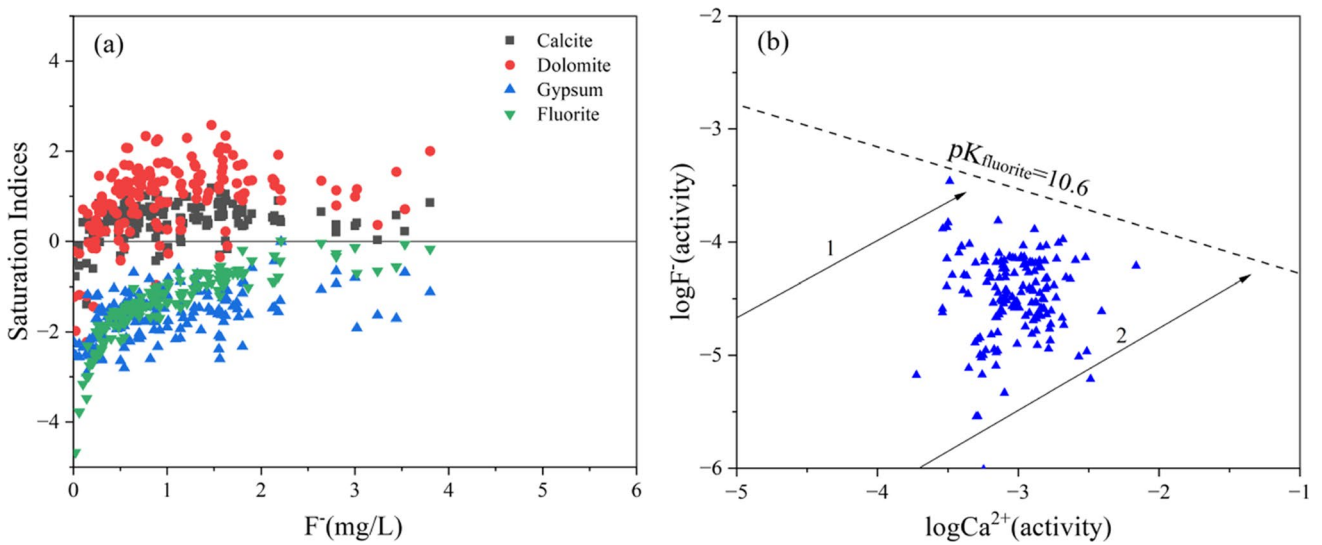 (a)
Calcite
Dolomite
Gypsum
Fluorite
4
2
0
−2
−4
Saturation Indices
0 1 2 3 4 5 6
F⁻(mg/L)
(b)
−2
−3
−4
−5
−6
logF⁻(activity)
pKfluorite=10.6
1
2
−5 −4 −3 −2 −1
logCa²⁺(activity)